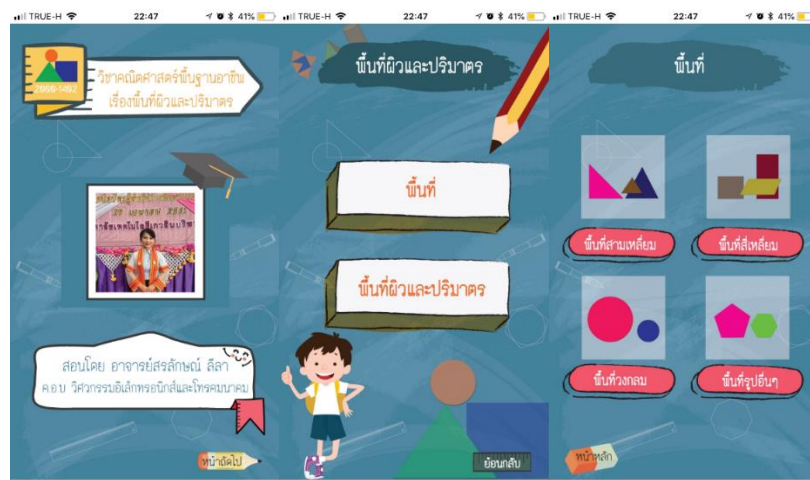 TRUE-H 22:47 41%
2000-1402
วิชาคณิตศาสตร์พื้นฐานอาชีพ
เรื่องพื้นที่ผิวและปริมาตร
27 เมษายน
สอนโดย อาจารย์สรลักษณ์ ลีลา
ค.อ.บ วิศวกรรมอิเล็กทรอนิกส์และโทรคมนาคม
หน้าถัดไป
TRUE-H 22:47 41%
พื้นที่ผิวและปริมาตร
พื้นที่
พื้นที่ผิวและปริมาตร
ย้อนกลับ
TRUE-H 22:47 41%
พื้นที่
พื้นที่สามเหลี่ยม
พื้นที่สี่เหลี่ยม
พื้นที่วงกลม
พื้นที่รูปอื่นๆ
หน้าหลัก